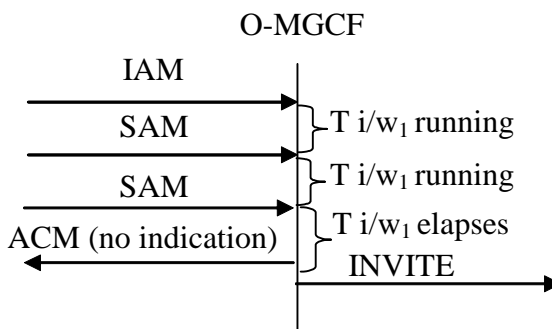 O-MGCF
IAM
T i/w₁ running
SAM
T i/w₁ running
SAM
T i/w₁ elapses
ACM (no indication)
INVITE